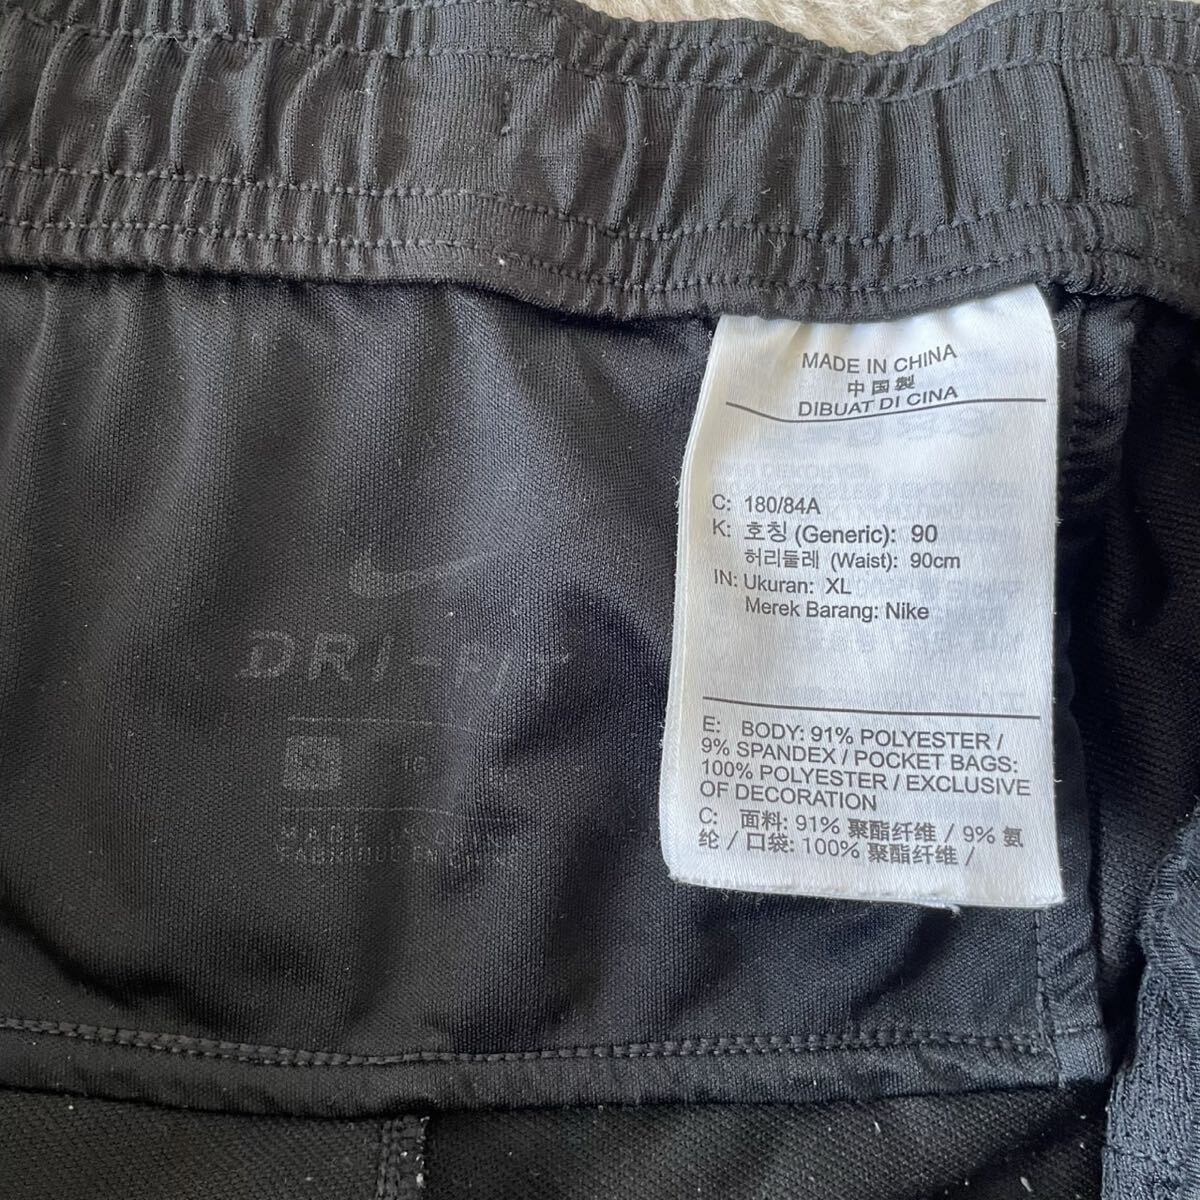 MADE IN CHINA
中国製
DIBUAT DI CINA
C: 180/84A
K: 호칭 (Generic): 90
허리둘레 (Waist): 90cm
IN: Ukuran: XL
Merek Barang: Nike
E: BODY: 91% POLYESTER /
9% SPANDEX / POCKET BAGS:
100% POLYESTER / EXCLUSIVE
OF DECORATION
C: 面料: 91% 聚酯纤维 / 9% 氨
纶 / 口袋: 100% 聚酯纤维 /
DRI-FIT
MADE